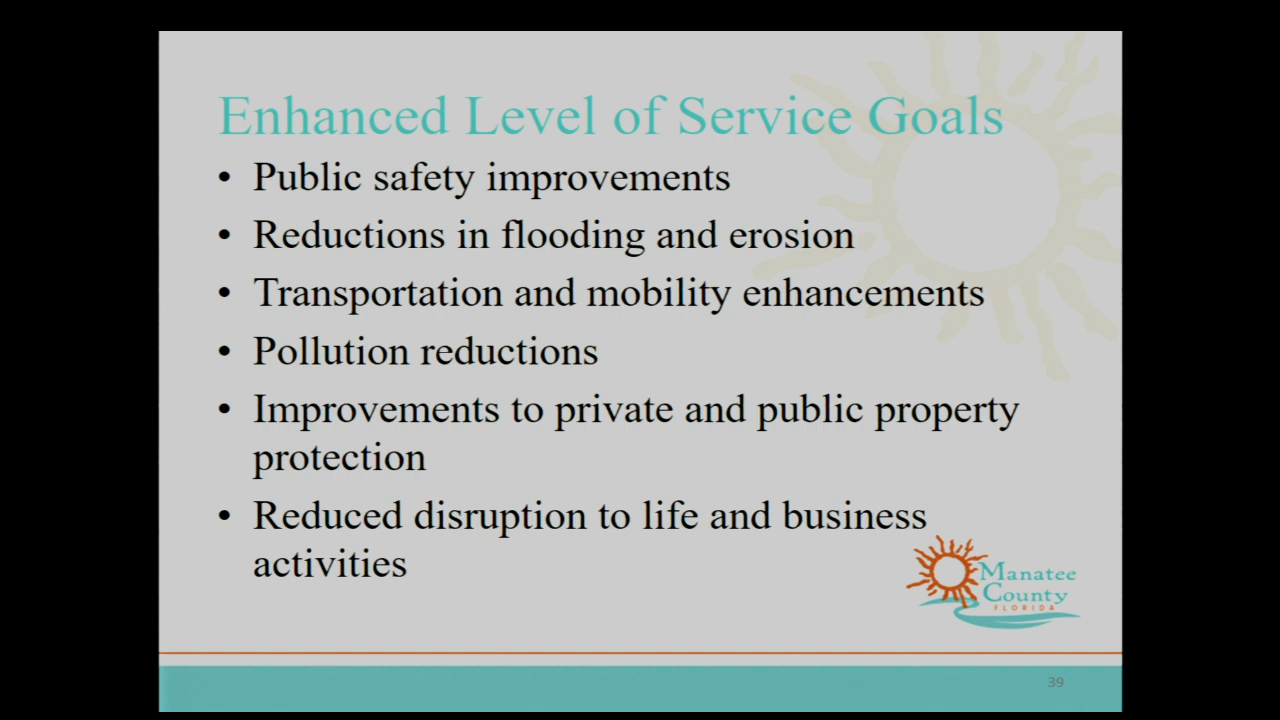 Enhanced Level of Service Goals
• Public safety improvements
• Reductions in flooding and erosion
• Transportation and mobility enhancements
• Pollution reductions
• Improvements to private and public property
protection
• Reduced disruption to life and business
activities
Manatee
County
FLORIDA
39